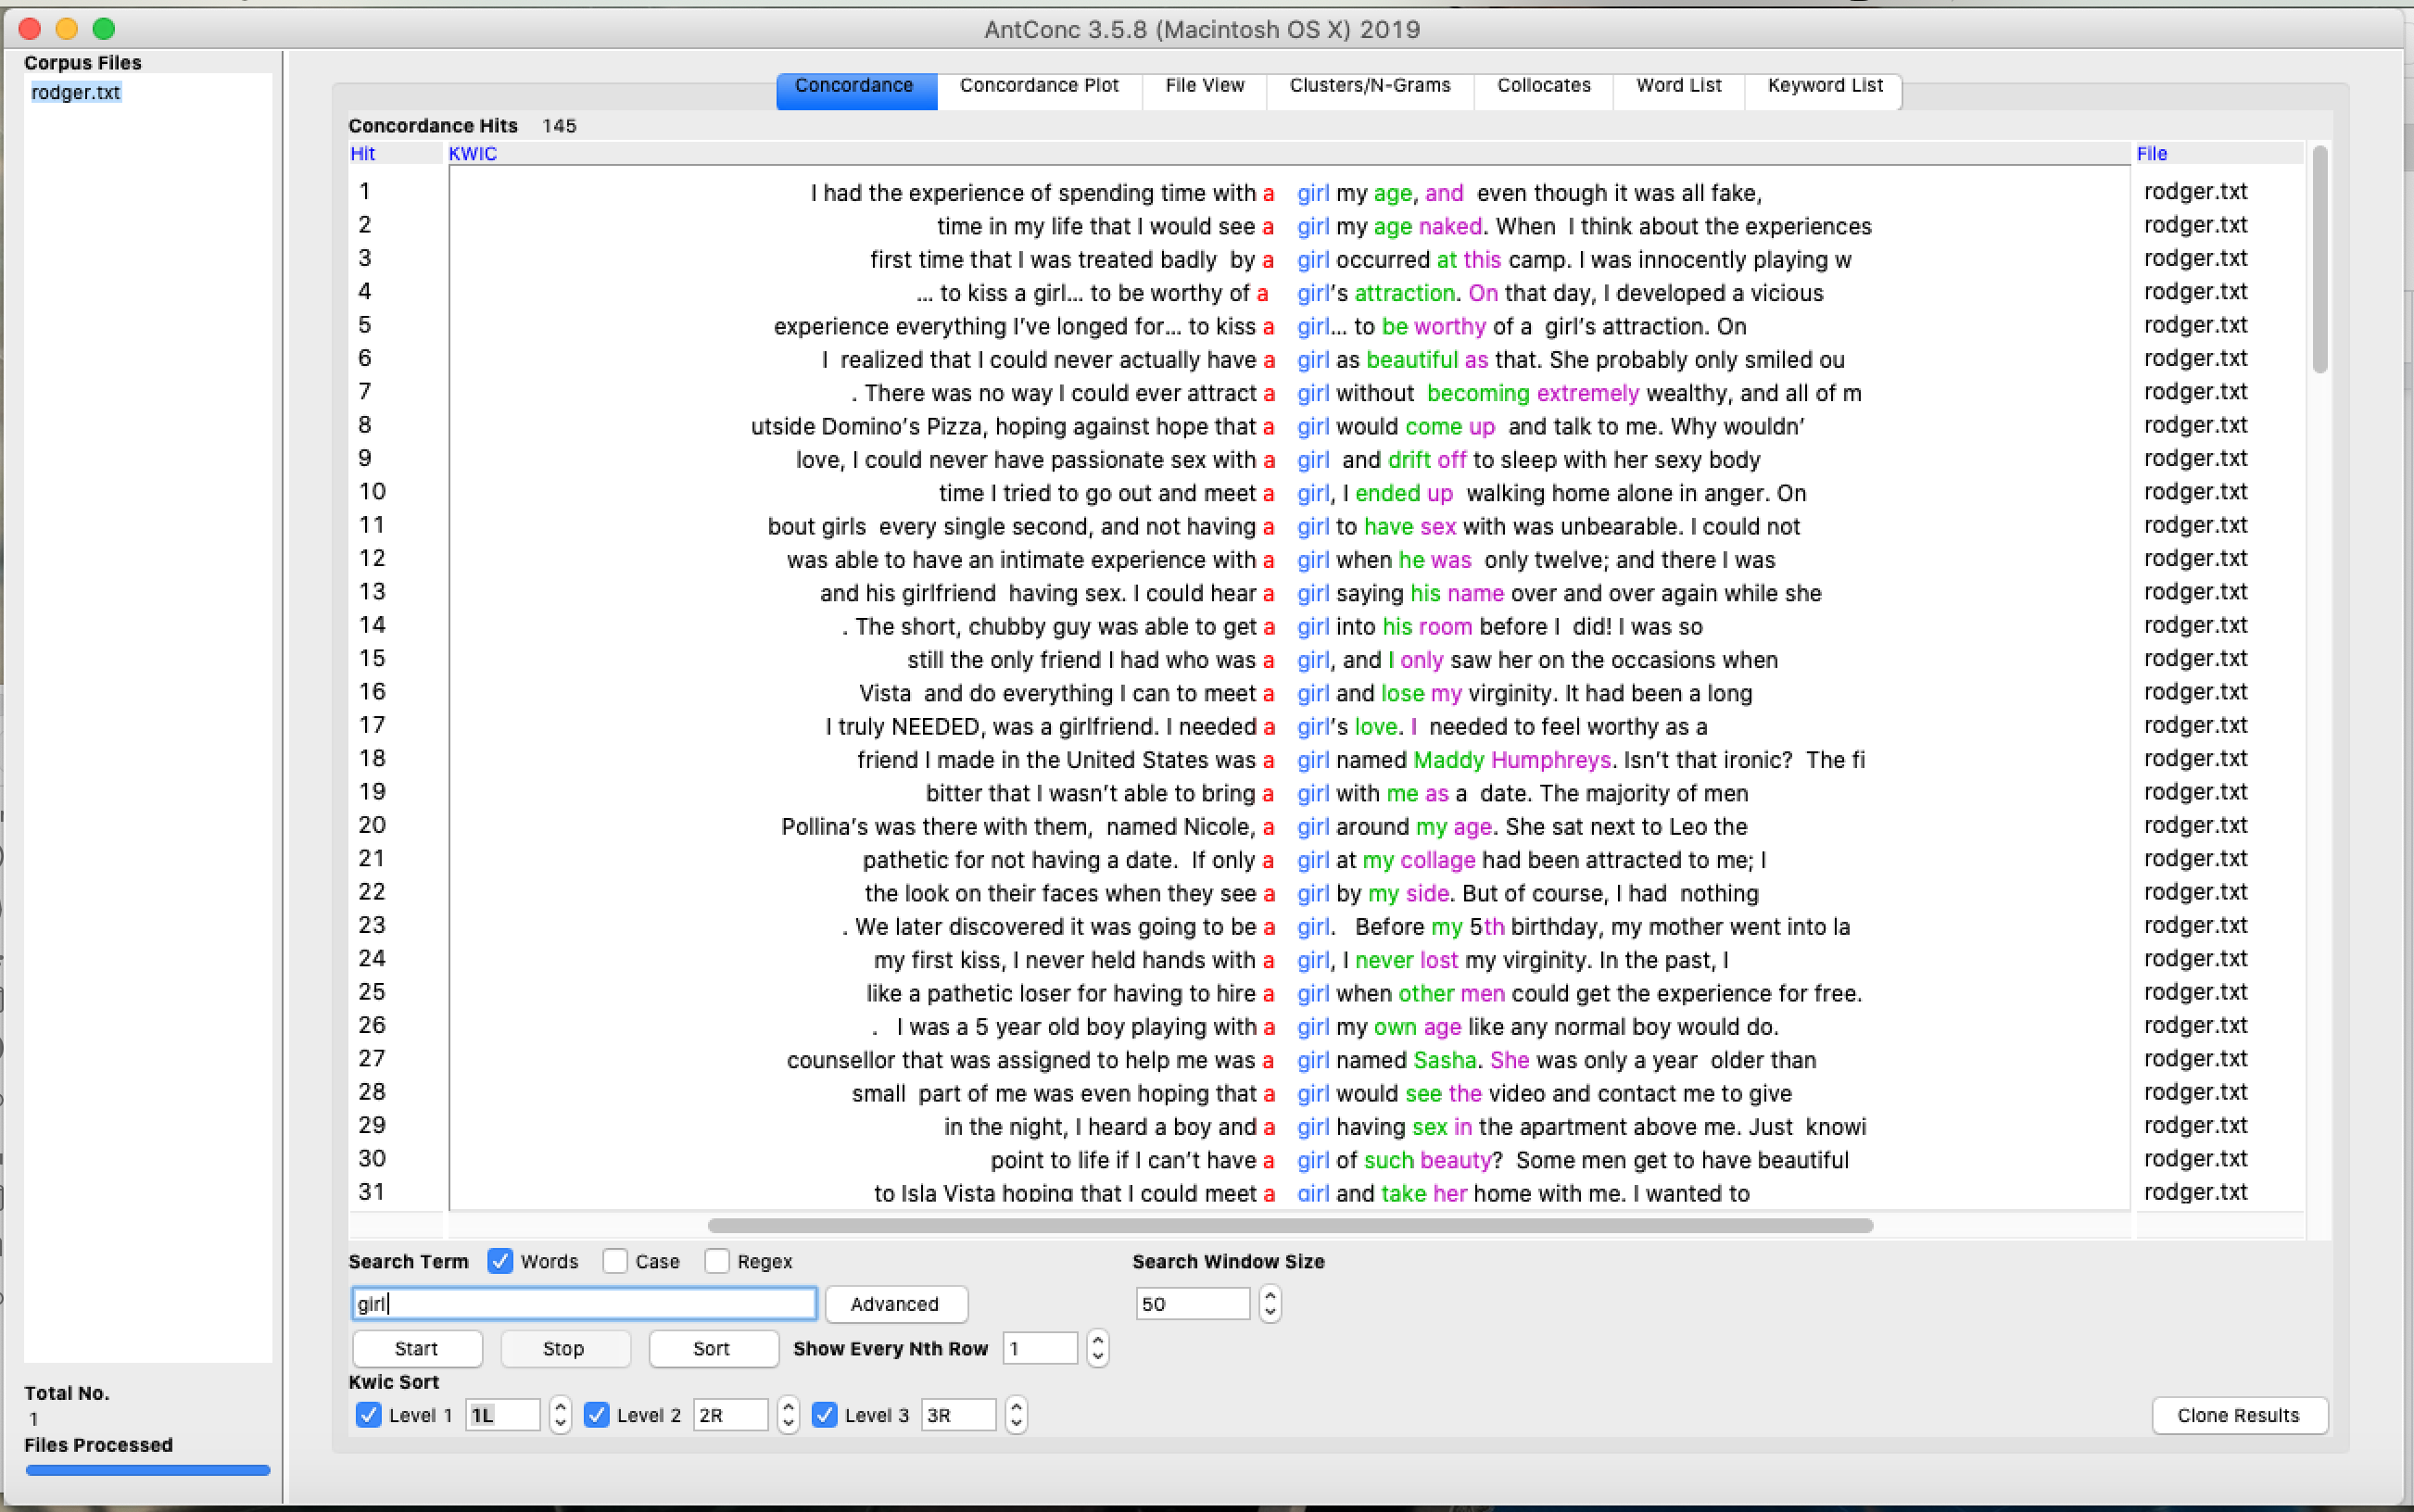 AntConc 3.5.8 (Macintosh OS X) 2019
Corpus Files
rodger.txt
Concordance Concordance Plot File View Clusters/N-Grams Collocates Word List Keyword List
Concordance Hits 145
Hit KWIC File
1 I had the experience of spending time with a girl my age, and even though it was all fake, rodger.txt
2 time in my life that I would see a girl my age naked. When I think about the experiences rodger.txt
3 first time that I was treated badly by a girl occurred at this camp. I was innocently playing w rodger.txt
4 ... to kiss a girl... to be worthy of a girl's attraction. On that day, I developed a vicious rodger.txt
5 experience everything I've longed for... to kiss a girl... to be worthy of a girl's attraction. On rodger.txt
6 I realized that I could never actually have a girl as beautiful as that. She probably only smiled ou rodger.txt
7 . There was no way I could ever attract a girl without becoming extremely wealthy, and all of m rodger.txt
8 utside Domino's Pizza, hoping against hope that a girl would come up and talk to me. Why wouldn' rodger.txt
9 love, I could never have passionate sex with a girl and drift off to sleep with her sexy body rodger.txt
10 time I tried to go out and meet a girl, I ended up walking home alone in anger. On rodger.txt
11 bout girls every single second, and not having a girl to have sex with was unbearable. I could not rodger.txt
12 was able to have an intimate experience with a girl when he was only twelve; and there I was rodger.txt
13 and his girlfriend having sex. I could hear a girl saying his name over and over again while she rodger.txt
14 . The short, chubby guy was able to get a girl into his room before I did! I was so rodger.txt
15 still the only friend I had who was a girl, and I only saw her on the occasions when rodger.txt
16 Vista and do everything I can to meet a girl and lose my virginity. It had been a long rodger.txt
17 I truly NEEDED, was a girlfriend. I needed a girl's love. I needed to feel worthy as a rodger.txt
18 friend I made in the United States was a girl named Maddy Humphreys. Isn't that ironic? The fi rodger.txt
19 bitter that I wasn't able to bring a girl with me as a date. The majority of men rodger.txt
20 Pollina's was there with them, named Nicole, a girl around my age. She sat next to Leo the rodger.txt
21 pathetic for not having a date. If only a girl at my collage had been attracted to me; I rodger.txt
22 the look on their faces when they see a girl by my side. But of course, I had nothing rodger.txt
23 . We later discovered it was going to be a girl. Before my 5th birthday, my mother went into la rodger.txt
24 my first kiss, I never held hands with a girl, I never lost my virginity. In the past, I rodger.txt
25 like a pathetic loser for having to hire a girl when other men could get the experience for free. rodger.txt
26 . I was a 5 year old boy playing with a girl my own age like any normal boy would do. rodger.txt
27 counsellor that was assigned to help me was a girl named Sasha. She was only a year older than rodger.txt
28 small part of me was even hoping that a girl would see the video and contact me to give rodger.txt
29 in the night, I heard a boy and a girl having sex in the apartment above me. Just knowi rodger.txt
30 point to life if I can't have a girl of such beauty? Some men get to have beautiful rodger.txt
31 to Isla Vista hoping that I could meet a girl and take her home with me. I wanted to rodger.txt
Search Term Words Case Regex Search Window Size
girl Advanced 50
Start Stop Sort Show Every Nth Row 1
Kwic Sort
Level 1 1L Level 2 2R Level 3 3R Clone Results
Total No.
1
Files Processed